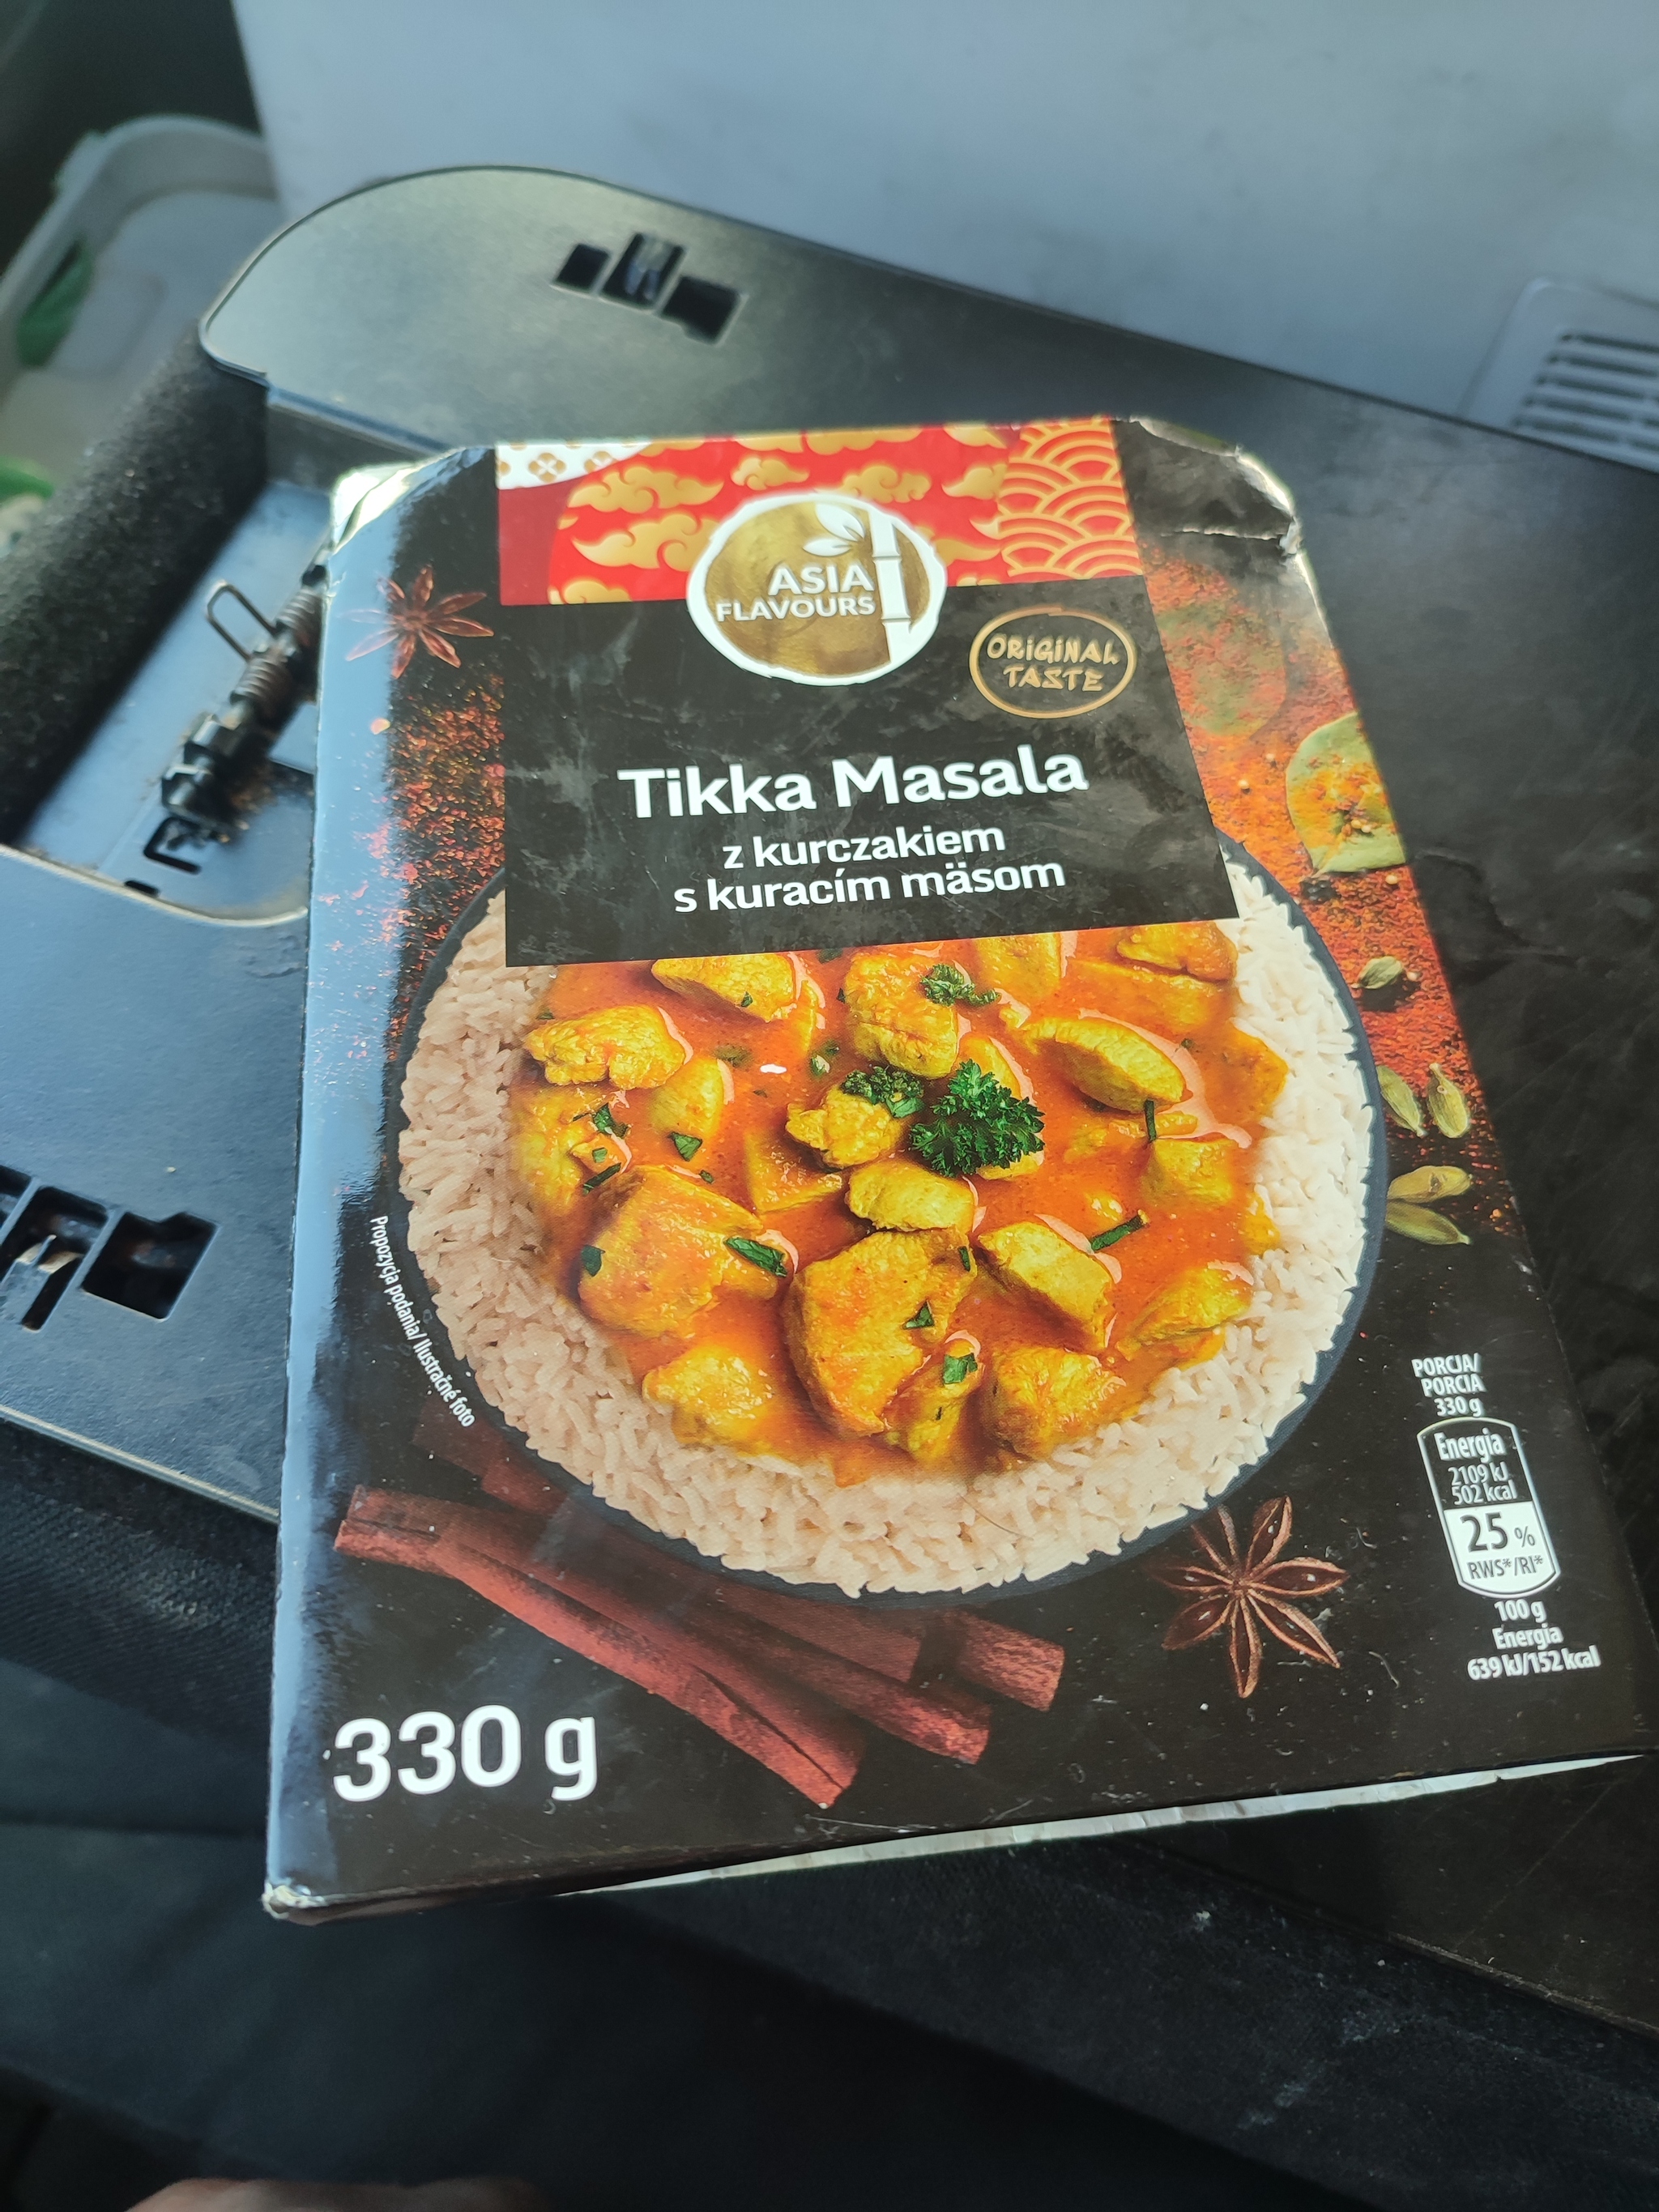 ASIA
FLAVOURS
ORiGiNAL
TASTE
Tikka Masala
z kurczakiem
s kuracím mäsom
Propozycja podania/ Ilustračné foto
PORCJA/
PORCIA
330 g
Energia
2109 kJ
502 kcal
25 %
RWS*/RI*
100 g
Energia
639 kJ/152 kcal
330 g